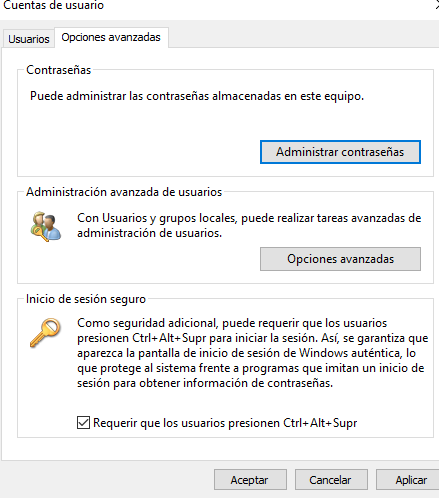 Cuentas de usuario
Usuarios
Opciones avanzadas
Contraseñas
Puede administrar las contraseñas almacenadas en este equipo.
Administrar contraseñas
Administración avanzada de usuarios
Con Usuarios y grupos locales, puede realizar tareas avanzadas de
administración de usuarios.
Opciones avanzadas
Inicio de sesión seguro
Como seguridad adicional, puede requerir que los usuarios
presionen Ctrl+Alt+Supr para iniciar la sesión. Así, se garantiza que
aparezca la pantalla de inicio de sesión de Windows auténtica, lo
que protege al sistema frente a programas que imitan un inicio de
sesión para obtener información de contraseñas.
Requerir que los usuarios presionen Ctrl+Alt+Supr
Aceptar
Cancelar
Aplicar